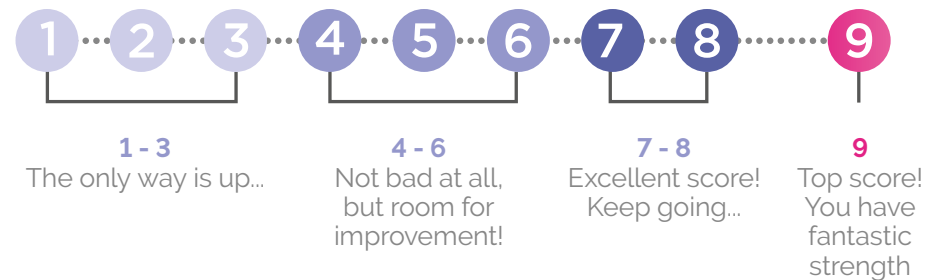 1 2 3 4 5 6 7 8 9
1 - 3
The only way is up...
4 - 6
Not bad at all,
but room for
improvement!
7 - 8
Excellent score!
Keep going...
9
Top score!
You have
fantastic
strength